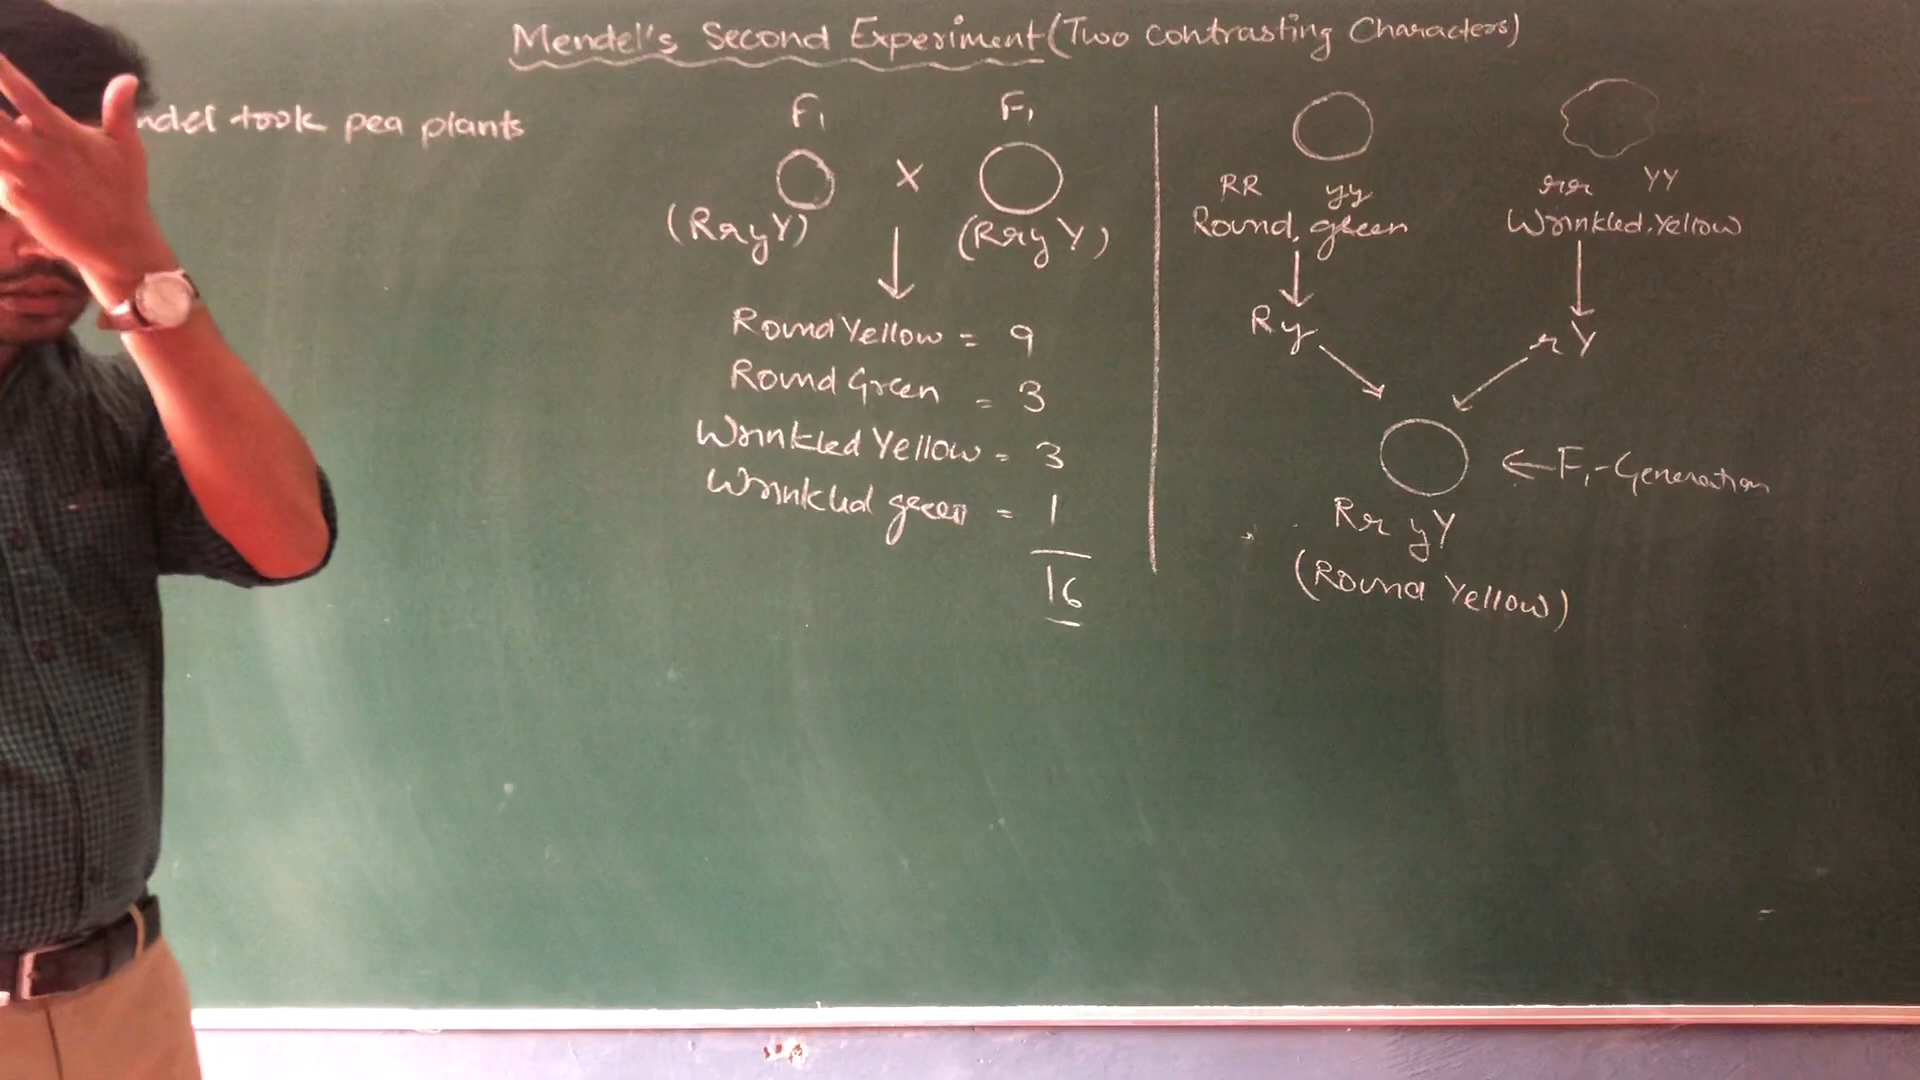 Mendel's Second Experiment (Two contrasting Characters)
ndel took pea plants
F1 F1
X
(RryY) (RryY)
Round Yellow = 9
Round Green = 3
Wrinkled Yellow = 3
Wrinkled green = 1
16
RR yy
Round, green
rr YY
Wrinkled, Yellow
Ry
rY
← F1-Generation
Rr yY
(Round Yellow)